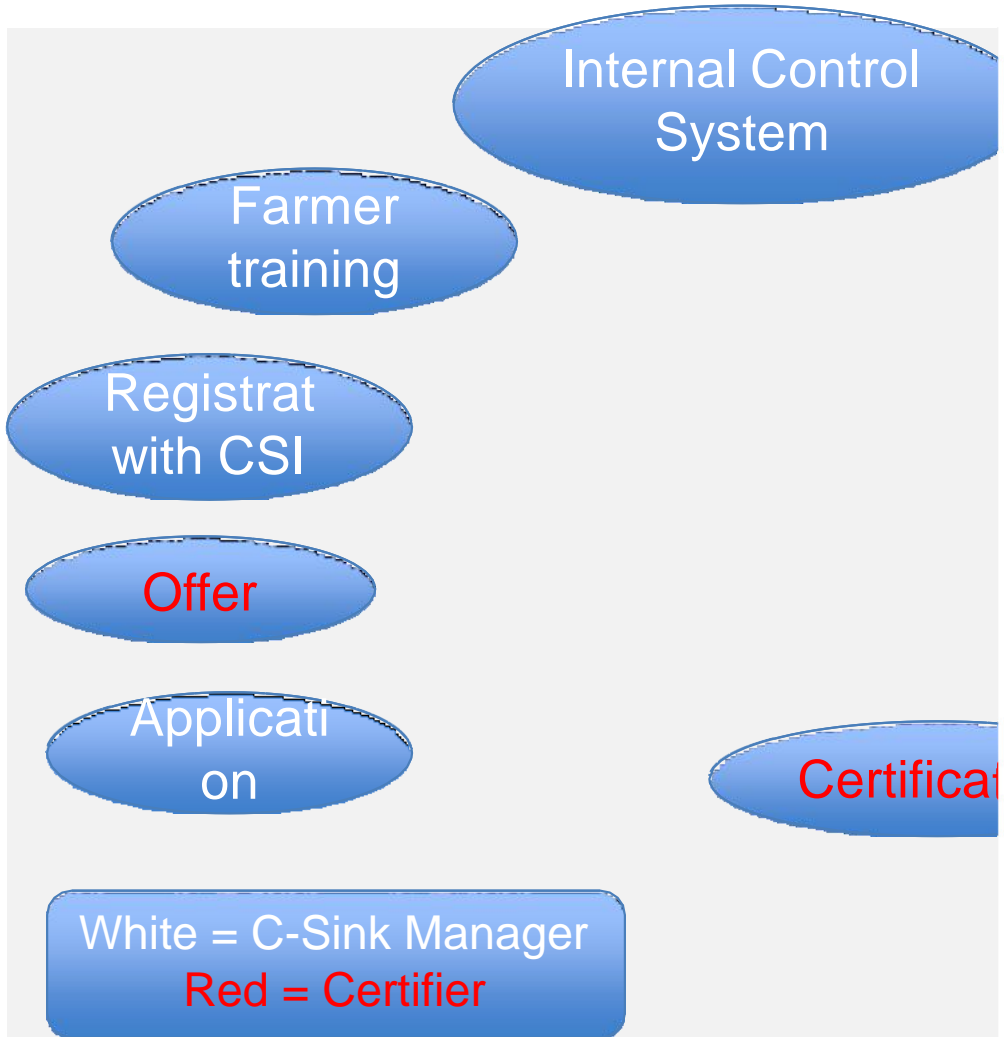 Internal Control
System
Farmer
training
Registrat
with CSI
Offer
Applicati
on
Certificat
White = C-Sink Manager
Red = Certifier